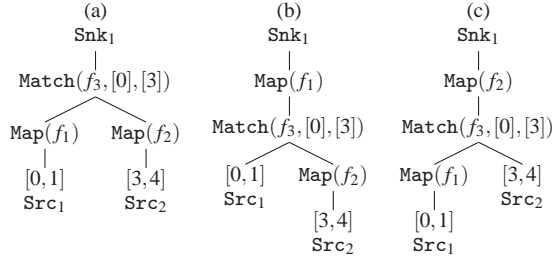 (a)
Snk₁
Match(f₃,[0],[3])
Map(f₁) Map(f₂)
[0,1] [3,4]
Src₁ Src₂
(b)
Snk₁
Map(f₁)
Match(f₃,[0],[3])
[0,1] Map(f₂)
Src₁
[3,4]
Src₂
(c)
Snk₁
Map(f₂)
Match(f₃,[0],[3])
Map(f₁) [3,4]
Src₂
[0,1]
Src₁